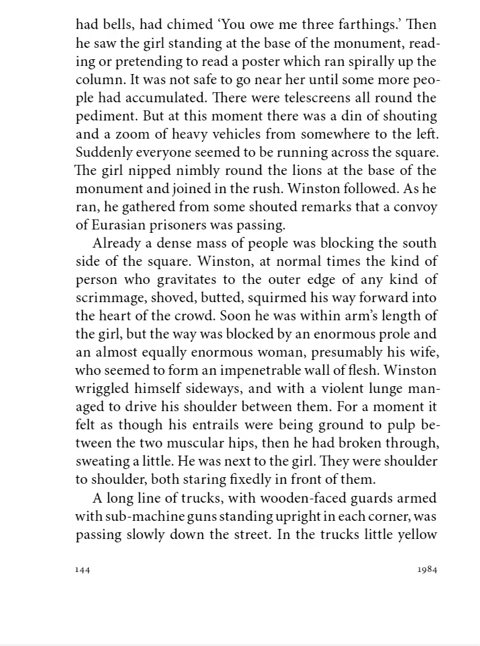 had bells, had chimed ‘You owe me three farthings.’ Then
he saw the girl standing at the base of the monument, read-
ing or pretending to read a poster which ran spirally up the
column. It was not safe to go near her until some more peo-
ple had accumulated. There were telescreens all round the
pediment. But at this moment there was a din of shouting
and a zoom of heavy vehicles from somewhere to the left.
Suddenly everyone seemed to be running across the square.
The girl nipped nimbly round the lions at the base of the
monument and joined in the rush. Winston followed. As he
ran, he gathered from some shouted remarks that a convoy
of Eurasian prisoners was passing.
Already a dense mass of people was blocking the south
side of the square. Winston, at normal times the kind of
person who gravitates to the outer edge of any kind of
scrimmage, shoved, butted, squirmed his way forward into
the heart of the crowd. Soon he was within arm’s length of
the girl, but the way was blocked by an enormous prole and
an almost equally enormous woman, presumably his wife,
who seemed to form an impenetrable wall of flesh. Winston
wriggled himself sideways, and with a violent lunge man-
aged to drive his shoulder between them. For a moment it
felt as though his entrails were being ground to pulp be-
tween the two muscular hips, then he had broken through,
sweating a little. He was next to the girl. They were shoulder
to shoulder, both staring fixedly in front of them.
A long line of trucks, with wooden-faced guards armed
with sub-machine guns standing upright in each corner, was
passing slowly down the street. In the trucks little yellow
144 1984